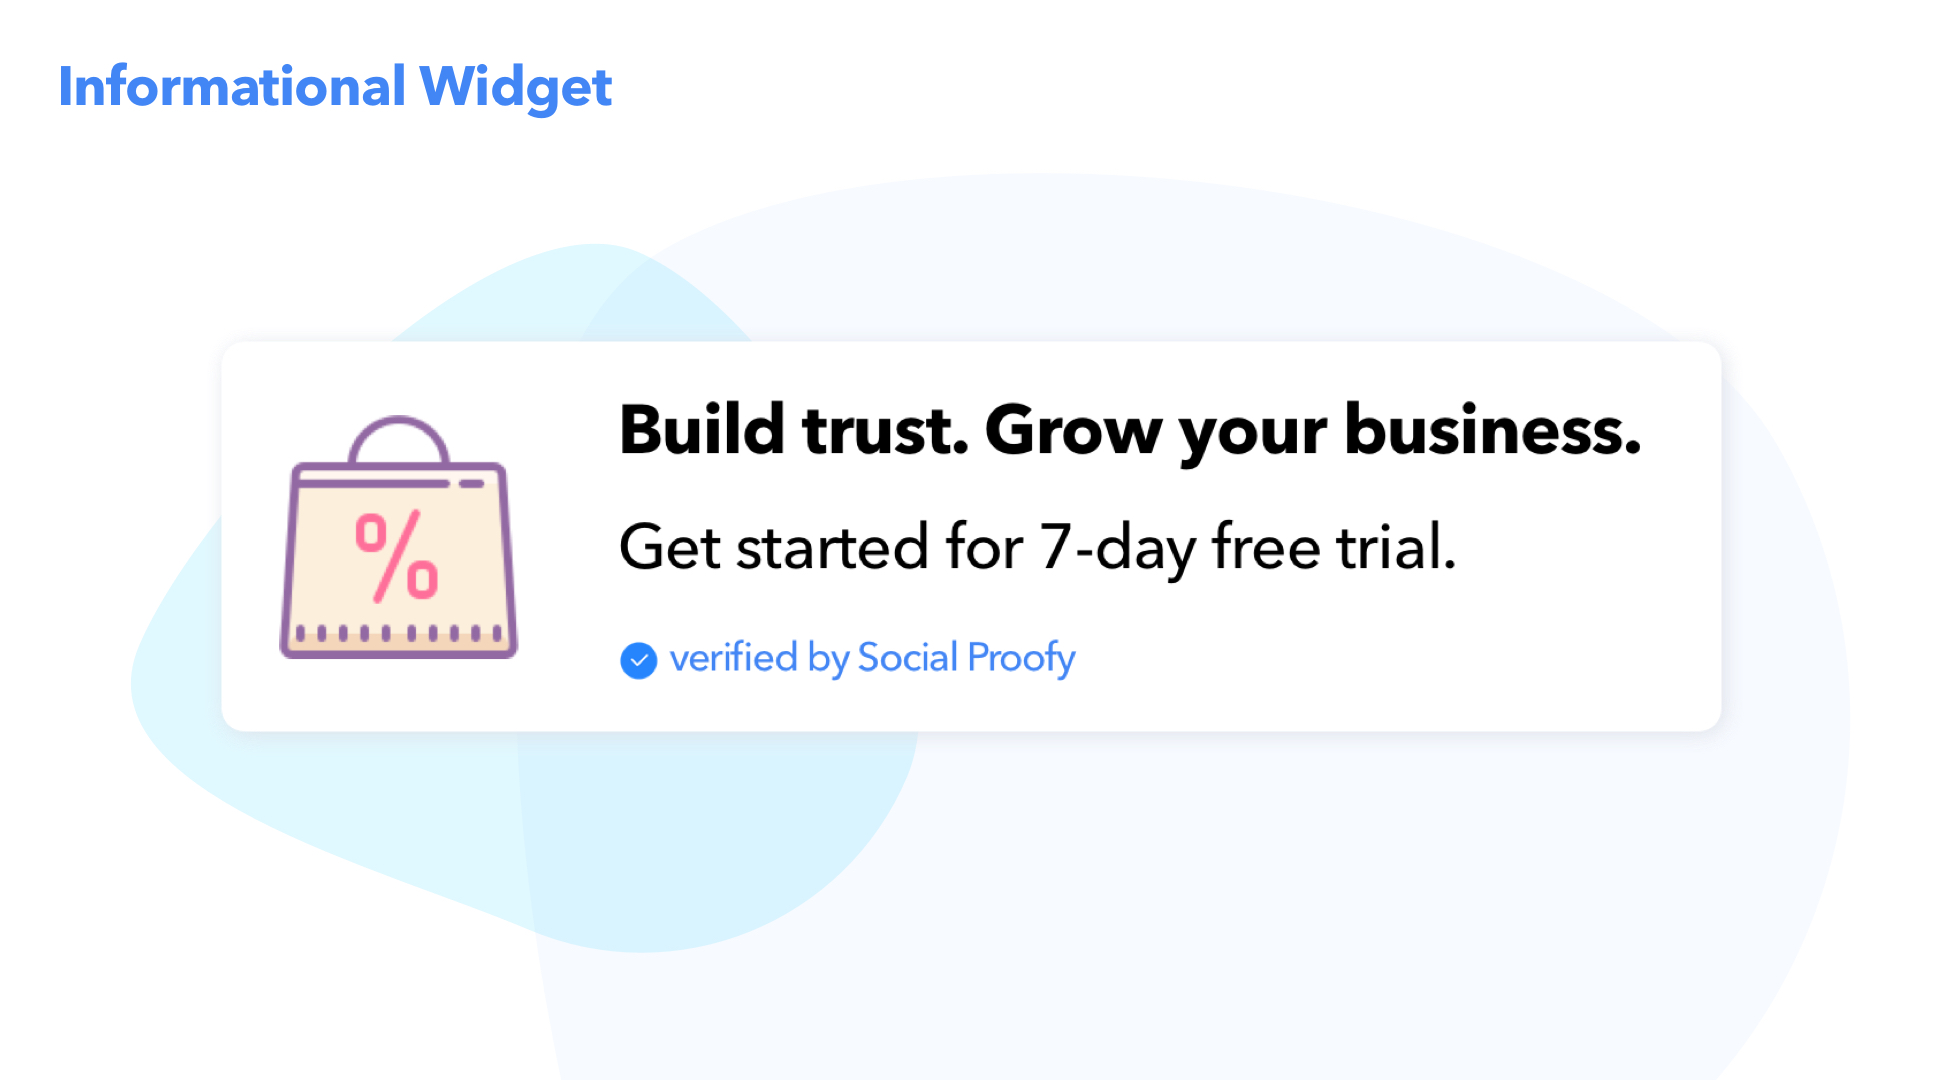 Informational Widget
Build trust. Grow your business.
%
Get started for 7-day free trial.
verified by Social Proofy